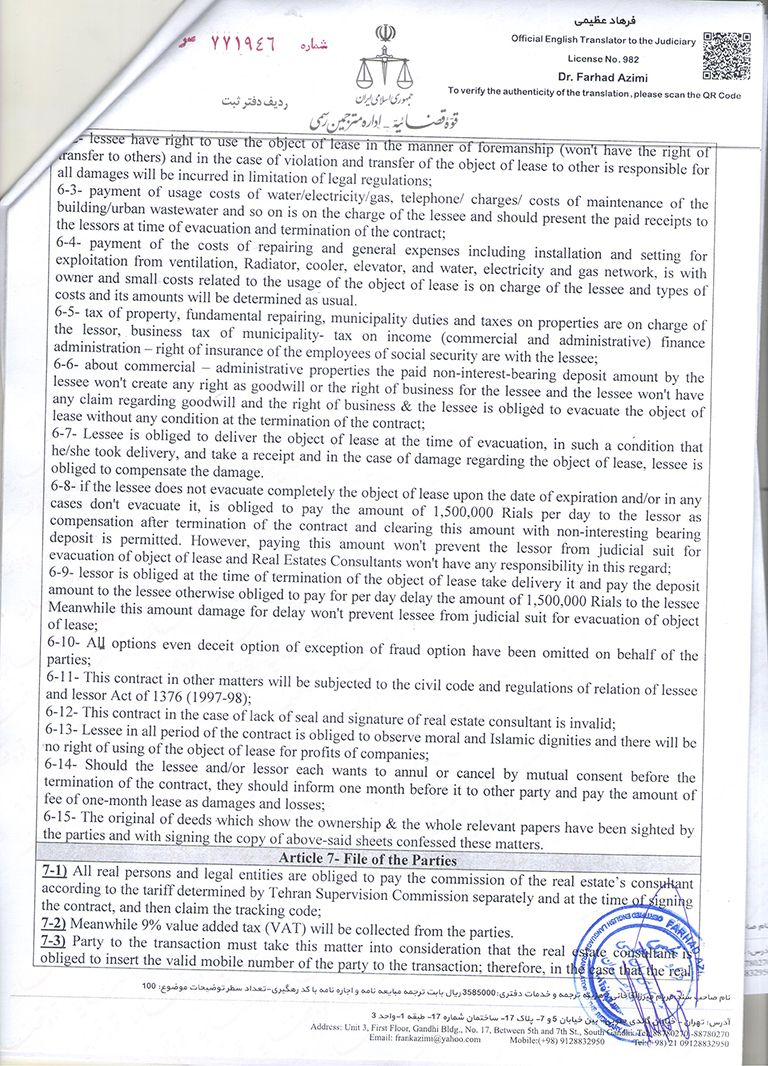 فرهاد عظیمی
شماره ۷۷۱۹۴۶
Official English Translator to the Judiciary
License No. 982
Dr. Farhad Azimi
To verify the authenticity of the translation, please scan the QR Code
جمهوری اسلامی ایران
ردیف دفتر ثبت
قوه قضائیه - اداره مترجمین رسمی
lessee have right to use the object of lease in the manner of foremanship (won't have the right of
transfer to others) and in the case of violation and transfer of the object of lease to other is responsible for
all damages will be incurred in limitation of legal regulations;
6-3- payment of usage costs of water/electricity/gas, telephone/ charges/ costs of maintenance of the
building/urban wastewater and so on is on the charge of the lessee and should present the paid receipts to
the lessors at time of evacuation and termination of the contract;
6-4- payment of the costs of repairing and general expenses including installation and setting for
exploitation from ventilation, Radiator, cooler, elevator, and water, electricity and gas network, is with
owner and small costs related to the usage of the object of lease is on charge of the lessee and types of
costs and its amounts will be determined as usual.
6-5- tax of property, fundamental repairing, municipality duties and taxes on properties are on charge of
the lessor, business tax of municipality- tax on income (commercial and administrative) finance
administration – right of insurance of the employees of social security are with the lessee;
6-6- about commercial – administrative properties the paid non-interest-bearing deposit amount by the
lessee won't create any right as goodwill or the right of business for the lessee and the lessee won't have
any claim regarding goodwill and the right of business & the lessee is obliged to evacuate the object of
lease without any condition at the termination of the contract;
6-7- Lessee is obliged to deliver the object of lease at the time of evacuation, in such a condition that
he/she took delivery, and take a receipt and in the case of damage regarding the object of lease, lessee is
obliged to compensate the damage.
6-8- if the lessee does not evacuate completely the object of lease upon the date of expiration and/or in any
cases don't evacuate it, is obliged to pay the amount of 1,500,000 Rials per day to the lessor as
compensation after termination of the contract and clearing this amount with non-interesting bearing
deposit is permitted. However, paying this amount won't prevent the lessor from judicial suit for
evacuation of object of lease and Real Estates Consultants won't have any responsibility in this regard;
6-9- lessor is obliged at the time of termination of the object of lease take delivery it and pay the deposit
amount to the lessee otherwise obliged to pay for per day delay the amount of 1,500,000 Rials to the lessee
Meanwhile this amount damage for delay won't prevent lessee from judicial suit for evacuation of object
of lease;
6-10- All options even deceit option of exception of fraud option have been omitted on behalf of the
parties;
6-11- This contract in other matters will be subjected to the civil code and regulations of relation of lessee
and lessor Act of 1376 (1997-98);
6-12- This contract in the case of lack of seal and signature of real estate consultant is invalid;
6-13- Lessee in all period of the contract is obliged to observe moral and Islamic dignities and there will be
no right of using of the object of lease for profits of companies;
6-14- Should the lessee and/or lessor each wants to annul or cancel by mutual consent before the
termination of the contract, they should inform one month before it to other party and pay the amount of
fee of one-month lease as damages and losses;
6-15- The original of deeds which show the ownership & the whole relevant papers have been sighted by
the parties and with signing the copy of above-said sheets confessed these matters.
Article 7- File of the Parties
7-1) All real persons and legal entities are obliged to pay the commission of the real estate's consultant
according to the tariff determined by Tehran Supervision Commission separately and at the time of signing
the contract, and then claim the tracking code;
7-2) Meanwhile 9% value added tax (VAT) will be collected from the parties.
7-3) Party to the transaction must take this matter into consideration that the real estate consultant is
obliged to insert the valid mobile number of the party to the transaction; therefore, in the case that the real
FARHAD AZI
نام صاحب سند: هزینه ترجمه و خدمات دفتری: 3585000 ریال بابت ترجمه مبایعه نامه و اجاره نامه با کد رهگیری-تعداد سطر توضیحات موضوع: 100
آدرس: تهران - خیابان گاندی جنوبی- بین خیابان 5 و 7- پلاک 17- ساختمان شماره 17- طبقه 1-واحد 3
Address: Unit 3, First Floor, Gandhi Bldg., No. 17, Between 5th and 7th St., South Gandhi Tel: 88780270 -88780270
Email: frankazimi@yahoo.com Mobile:(+98) 9128832950 Tel:(+98) 21 09128832950